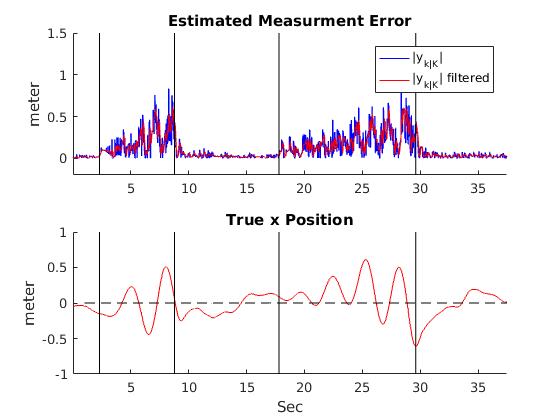 Estimated Measurment Error
1.5
1
0.5
0
meter
|y_{k|K}|
|y_{k|K}| filtered
5 10 15 20 25 30 35
True x Position
1
0.5
0
-0.5
-1
meter
5 10 15 20 25 30 35
Sec